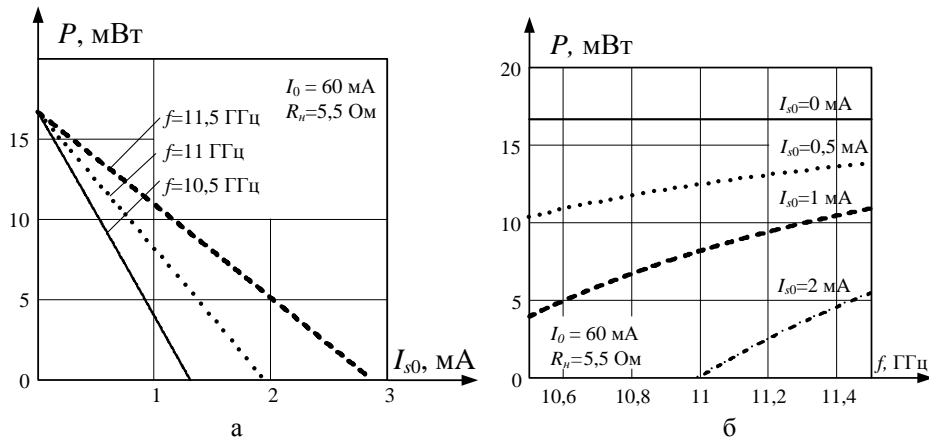 P, мВт
I₀ = 60 мА
Rн=5,5 Ом
f=11,5 ГГц
f=11 ГГц
f=10,5 ГГц
15
10
5
0
1
2
3
Is0, мА
а
P, мВт
20
15
10
5
0
Is0=0 мА
Is0=0,5 мА
Is0=1 мА
Is0=2 мА
I0 = 60 мА
Rн=5,5 Ом
f, ГГц
10,6
10,8
11
11,2
11,4
б